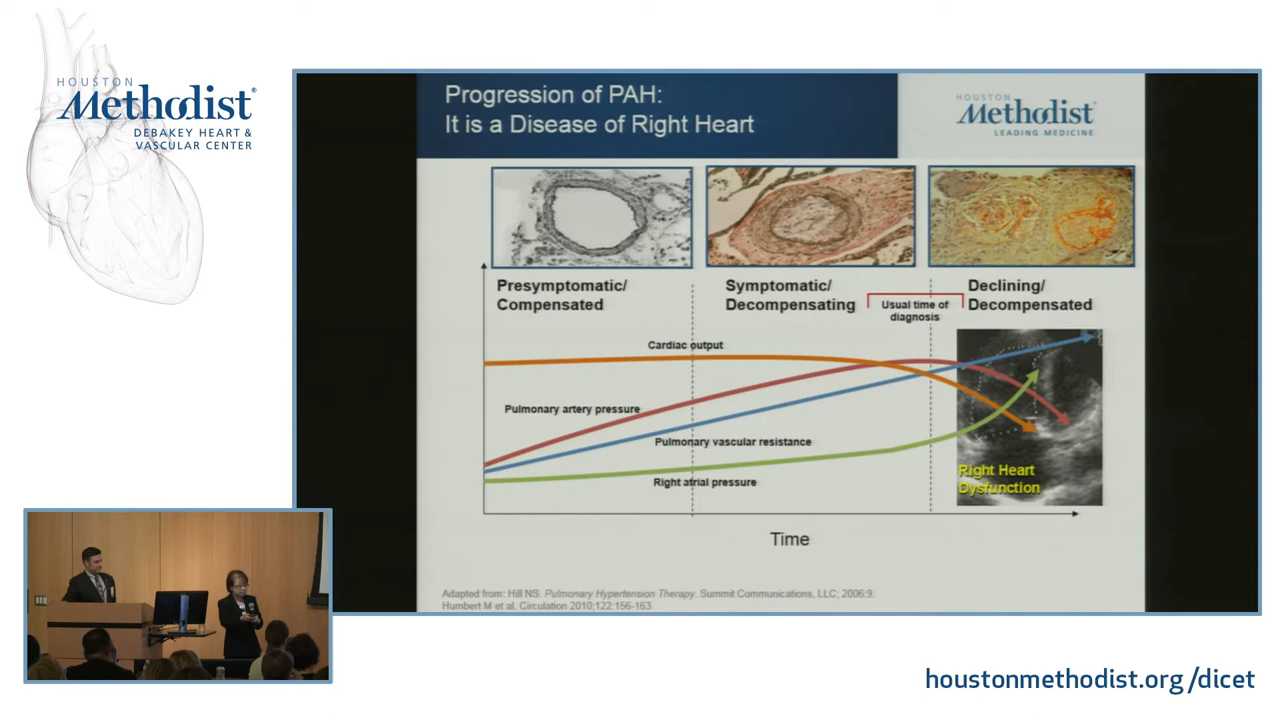 HOUSTON
Methodist®
DEBAKEY HEART &
VASCULAR CENTER
Progression of PAH:
It is a Disease of Right Heart
HOUSTON
Methodist®
LEADING MEDICINE
Presymptomatic/
Compensated
Symptomatic/
Decompensating
Usual time of
diagnosis
Declining/
Decompensated
Cardiac output
Pulmonary artery pressure
Pulmonary vascular resistance
Right atrial pressure
Right Heart
Dysfunction
Time
Adapted from: Hill NS. Pulmonary Hypertension Therapy. Summit Communications, LLC; 2006:9.
Humbert M et al. Circulation 2010;122:156-163
houstonmethodist.org/dicet